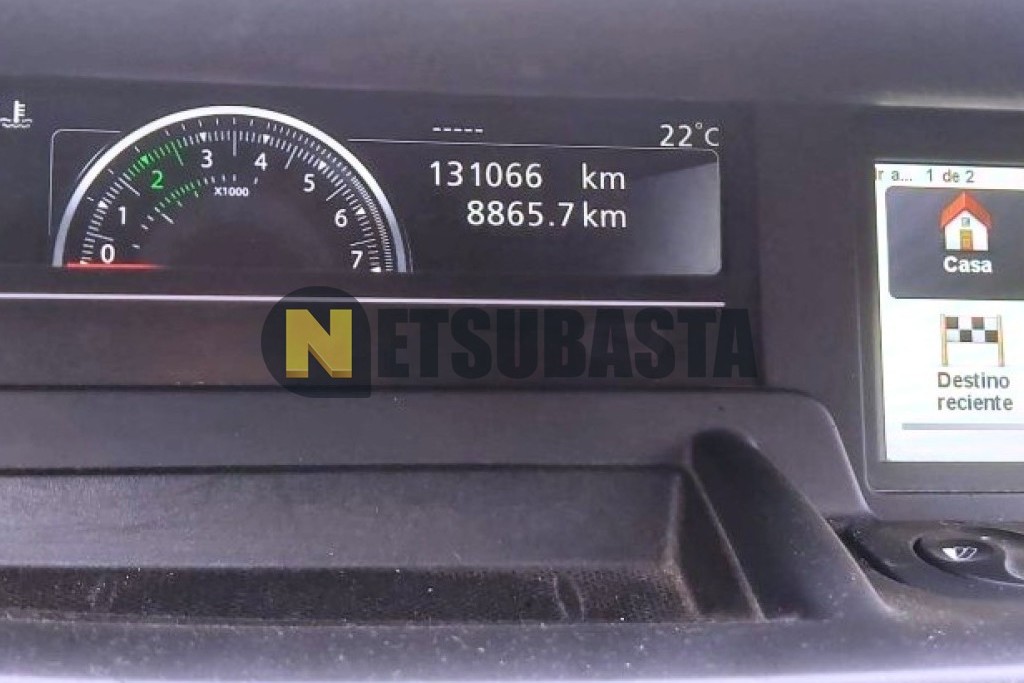 -----
22°C
131066 km
8865.7 km
0 1 2 3 4 5 6 7
X1000
NETSUBASTA
1 de 2
Casa
Destino
reciente